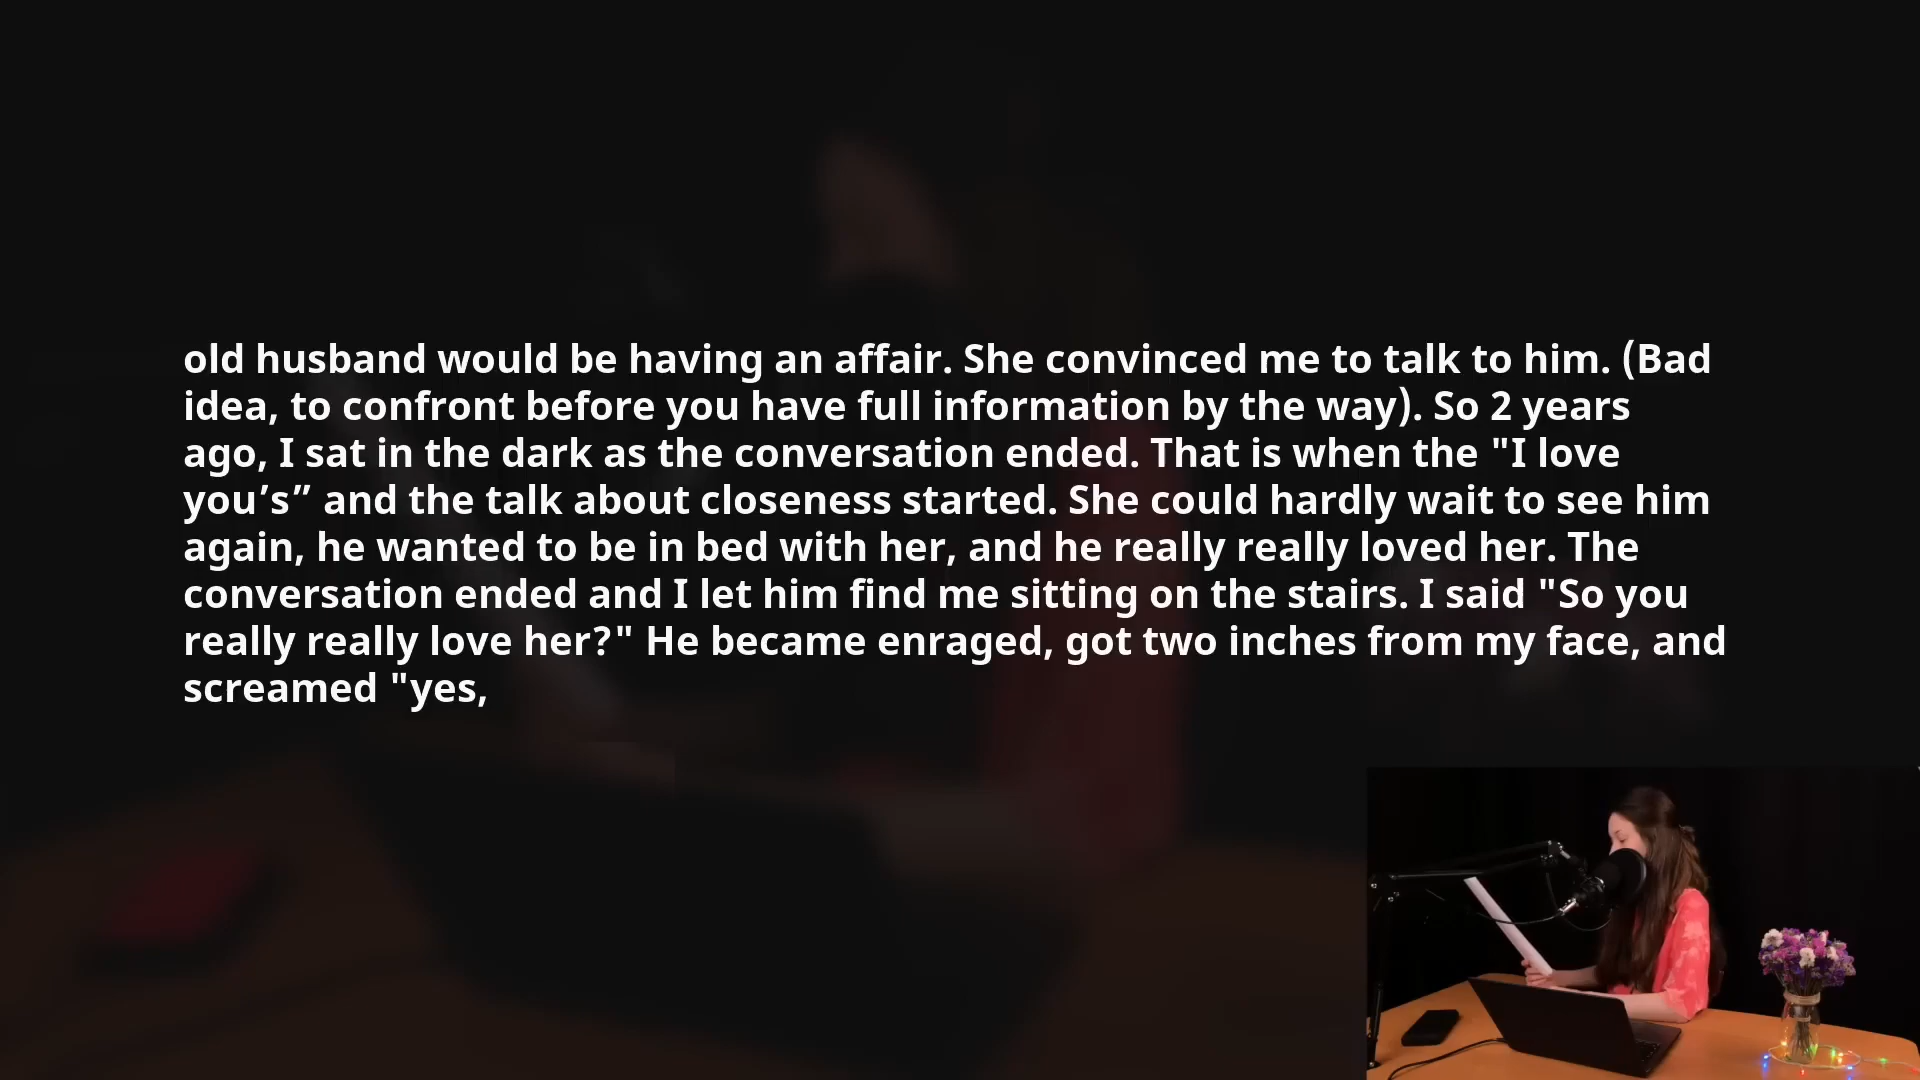 old husband would be having an affair. She convinced me to talk to him. (Bad
idea, to confront before you have full information by the way). So 2 years
ago, I sat in the dark as the conversation ended. That is when the "I love
you’s” and the talk about closeness started. She could hardly wait to see him
again, he wanted to be in bed with her, and he really really loved her. The
conversation ended and I let him find me sitting on the stairs. I said "So you
really really love her?" He became enraged, got two inches from my face, and
screamed "yes,